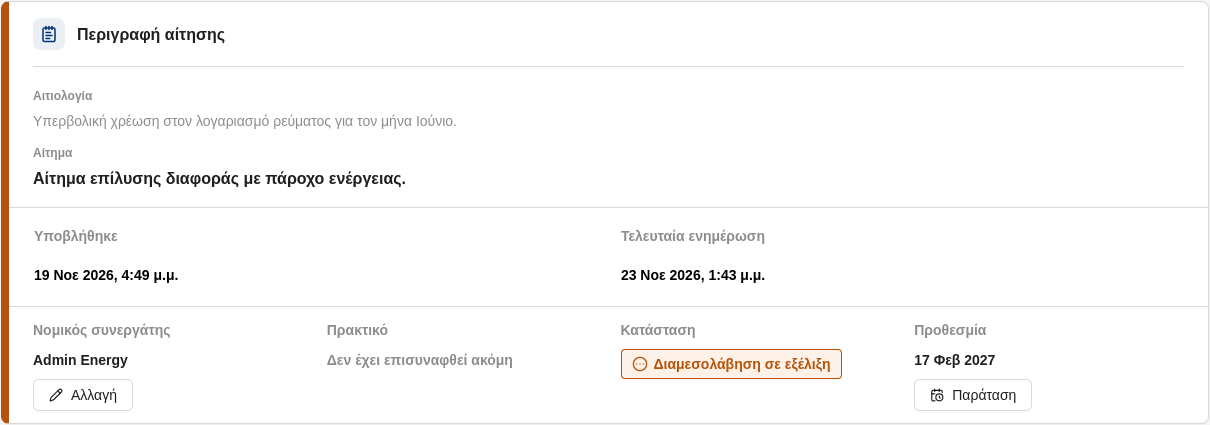 Περιγραφή αίτησης
Αιτιολογία
Υπερβολική χρέωση στον λογαριασμό ρεύματος για τον μήνα Ιούνιο.
Αίτημα
Αίτημα επίλυσης διαφοράς με πάροχο ενέργειας.
Υποβλήθηκε
19 Νοε 2026, 4:49 μ.μ.
Τελευταία ενημέρωση
23 Νοε 2026, 1:43 μ.μ.
Νομικός συνεργάτης
Admin Energy
Αλλαγή
Πρακτικό
Δεν έχει επισυναφθεί ακόμη
Κατάσταση
Διαμεσολάβηση σε εξέλιξη
Προθεσμία
17 Φεβ 2027
Παράταση